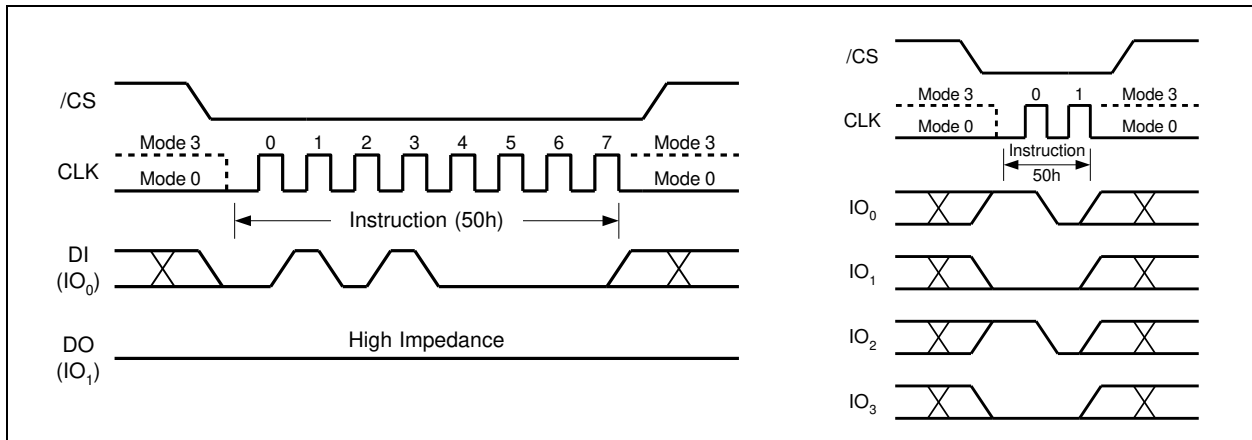 /CS
Mode 3
0 1 2 3 4 5 6 7
Mode 3
CLK
Mode 0
Mode 0
Instruction (50h)
DI
(IO0)
DO
(IO1)
High Impedance
/CS
Mode 3
0 1
Mode 3
CLK
Mode 0
Mode 0
Instruction
50h
IO0
IO1
IO2
IO3